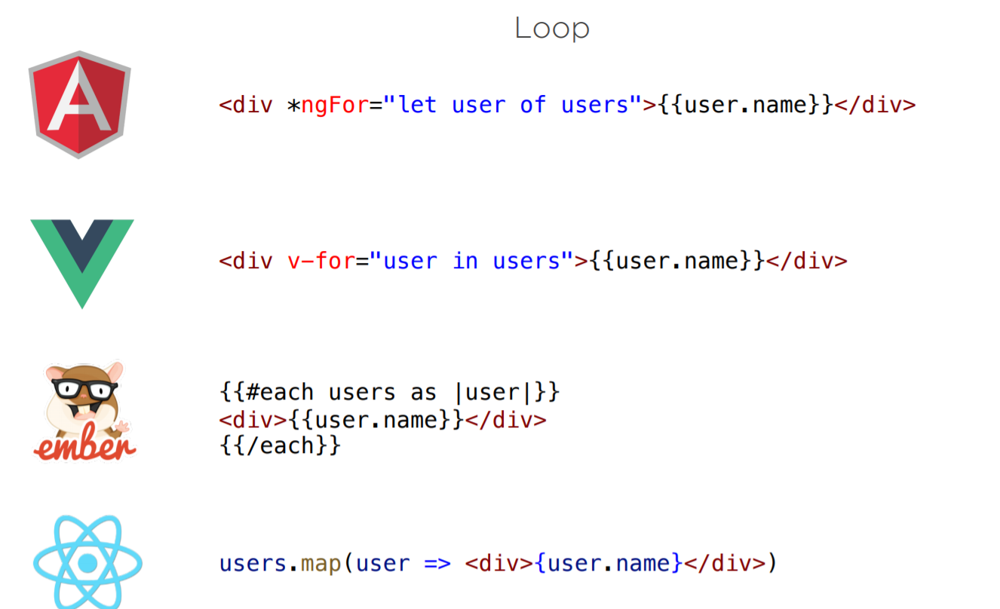 Loop
<div *ngFor="let user of users">{{user.name}}</div>
<div v-for="user in users">{{user.name}}</div>
{{#each users as |user|}}
<div>{{user.name}}</div>
{{/each}}
ember
users.map(user => <div>{user.name}</div>)